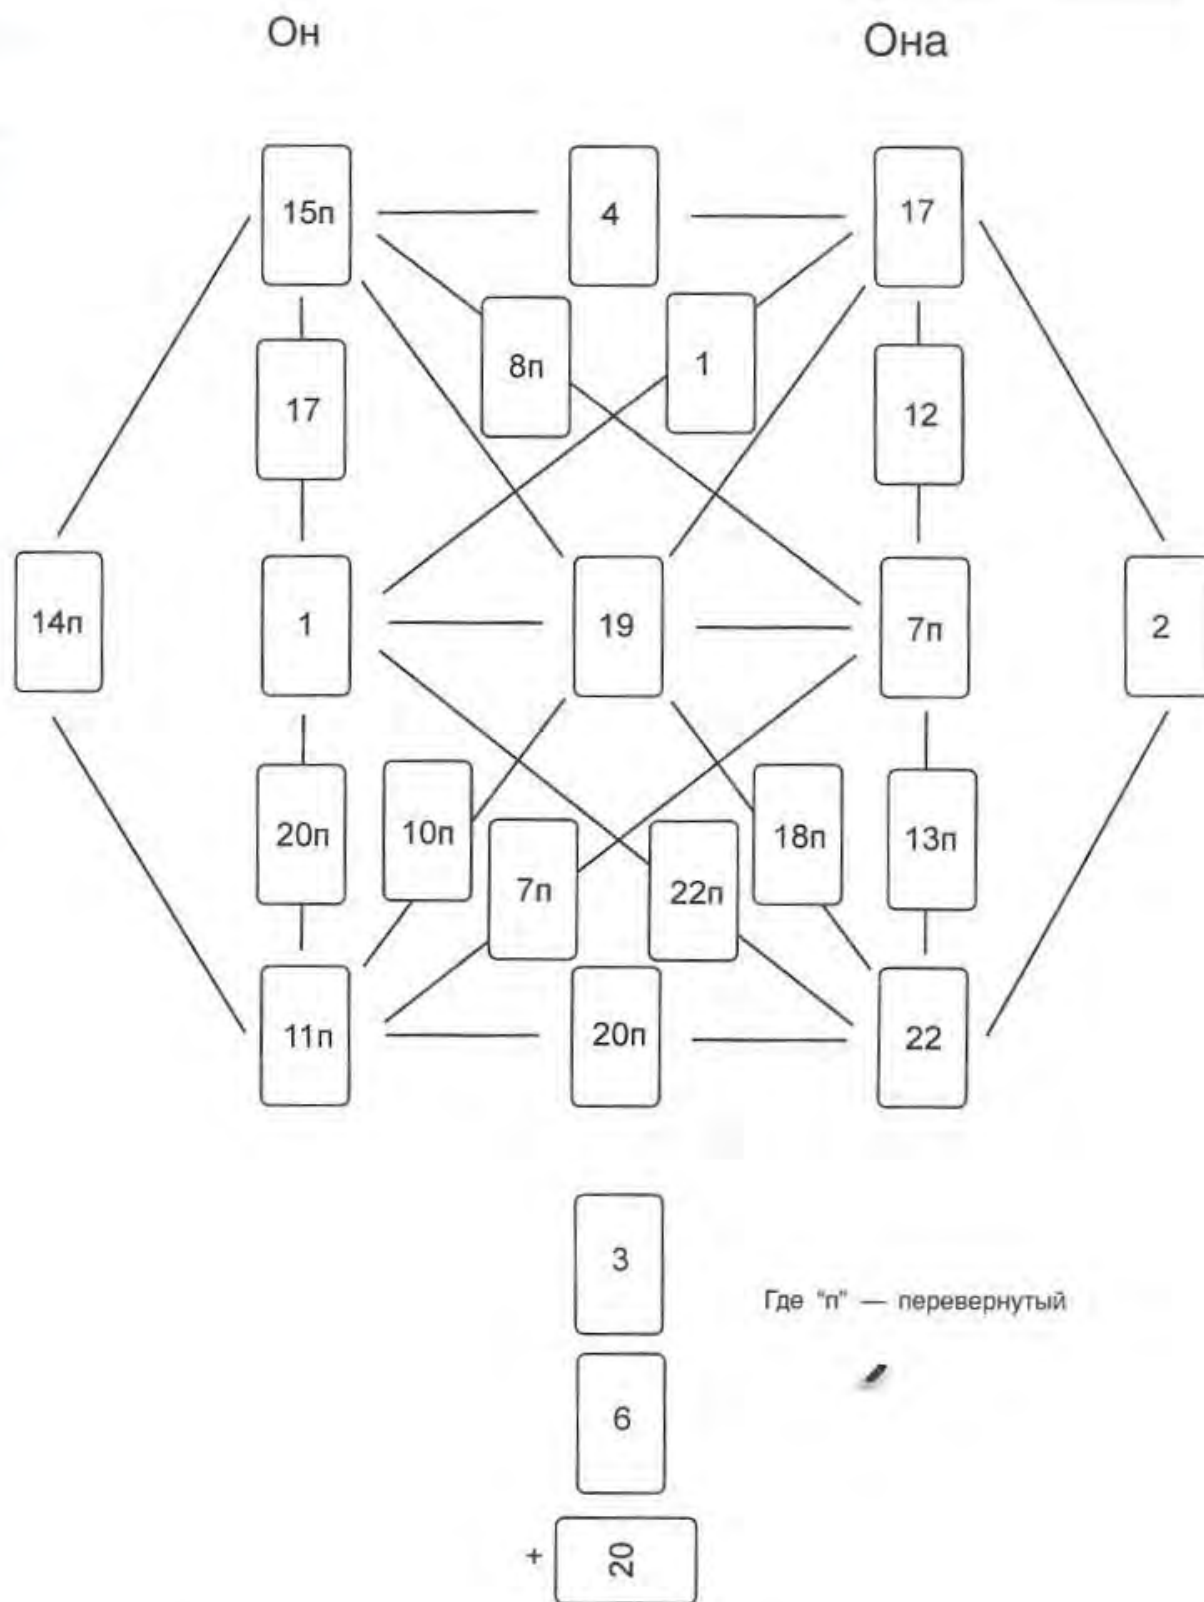 Он Она
15п 4 17
8п 1
17 12
14п 1 19 7п 2
20п 10п 18п 13п
7п 22п
11п 20п 22
3
Где “п” — перевернутый
6
+ 20